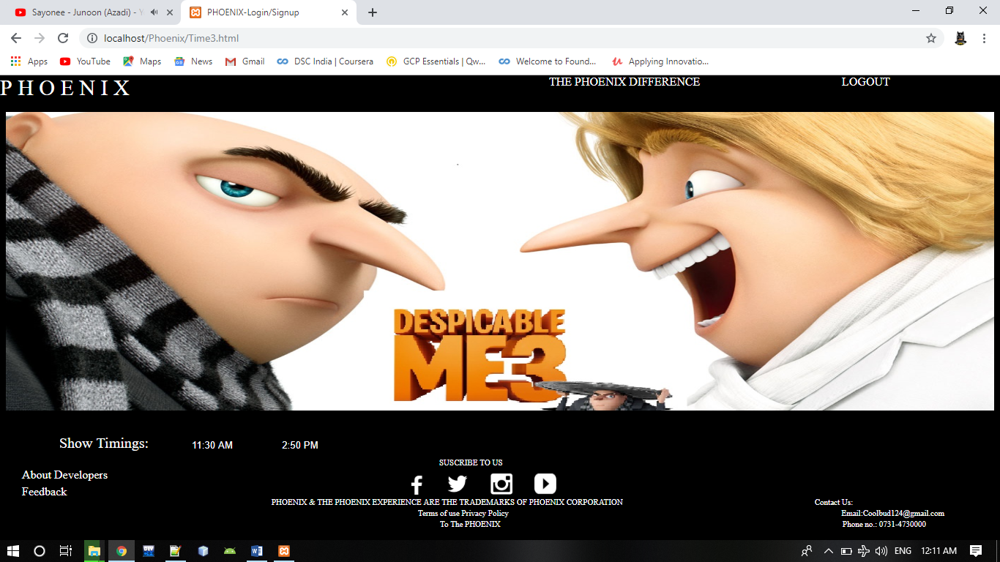 Sayonee - Junoon (Azadi) - Y
PHOENIX-Login/Signup
localhost/Phoenix/Time3.html
Apps YouTube Maps News Gmail DSC India | Coursera GCP Essentials | Qw... Welcome to Found... Applying Innovatio...
PHOENIX THE PHOENIX DIFFERENCE LOGOUT
DESPICABLE
ME3
Show Timings: 11:30 AM 2:50 PM
SUSCRIBE TO US
About Developers
Feedback
PHOENIX & THE PHOENIX EXPERIENCE ARE THE TRADEMARKS OF PHOENIX CORPORATION Contact Us:
Terms of use Privacy Policy Email:Coolbud124@gmail.com
To The PHOENIX Phone no.: 0731-4730000
ENG 12:11 AM